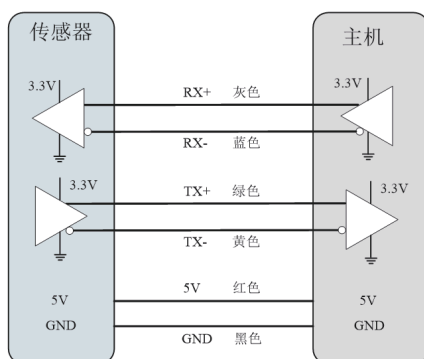 传感器
主机
3.3V
3.3V
RX+ 灰色
RX- 蓝色
3.3V
3.3V
TX+ 绿色
TX- 黄色
5V
5V 红色
5V
GND
GND 黑色
GND